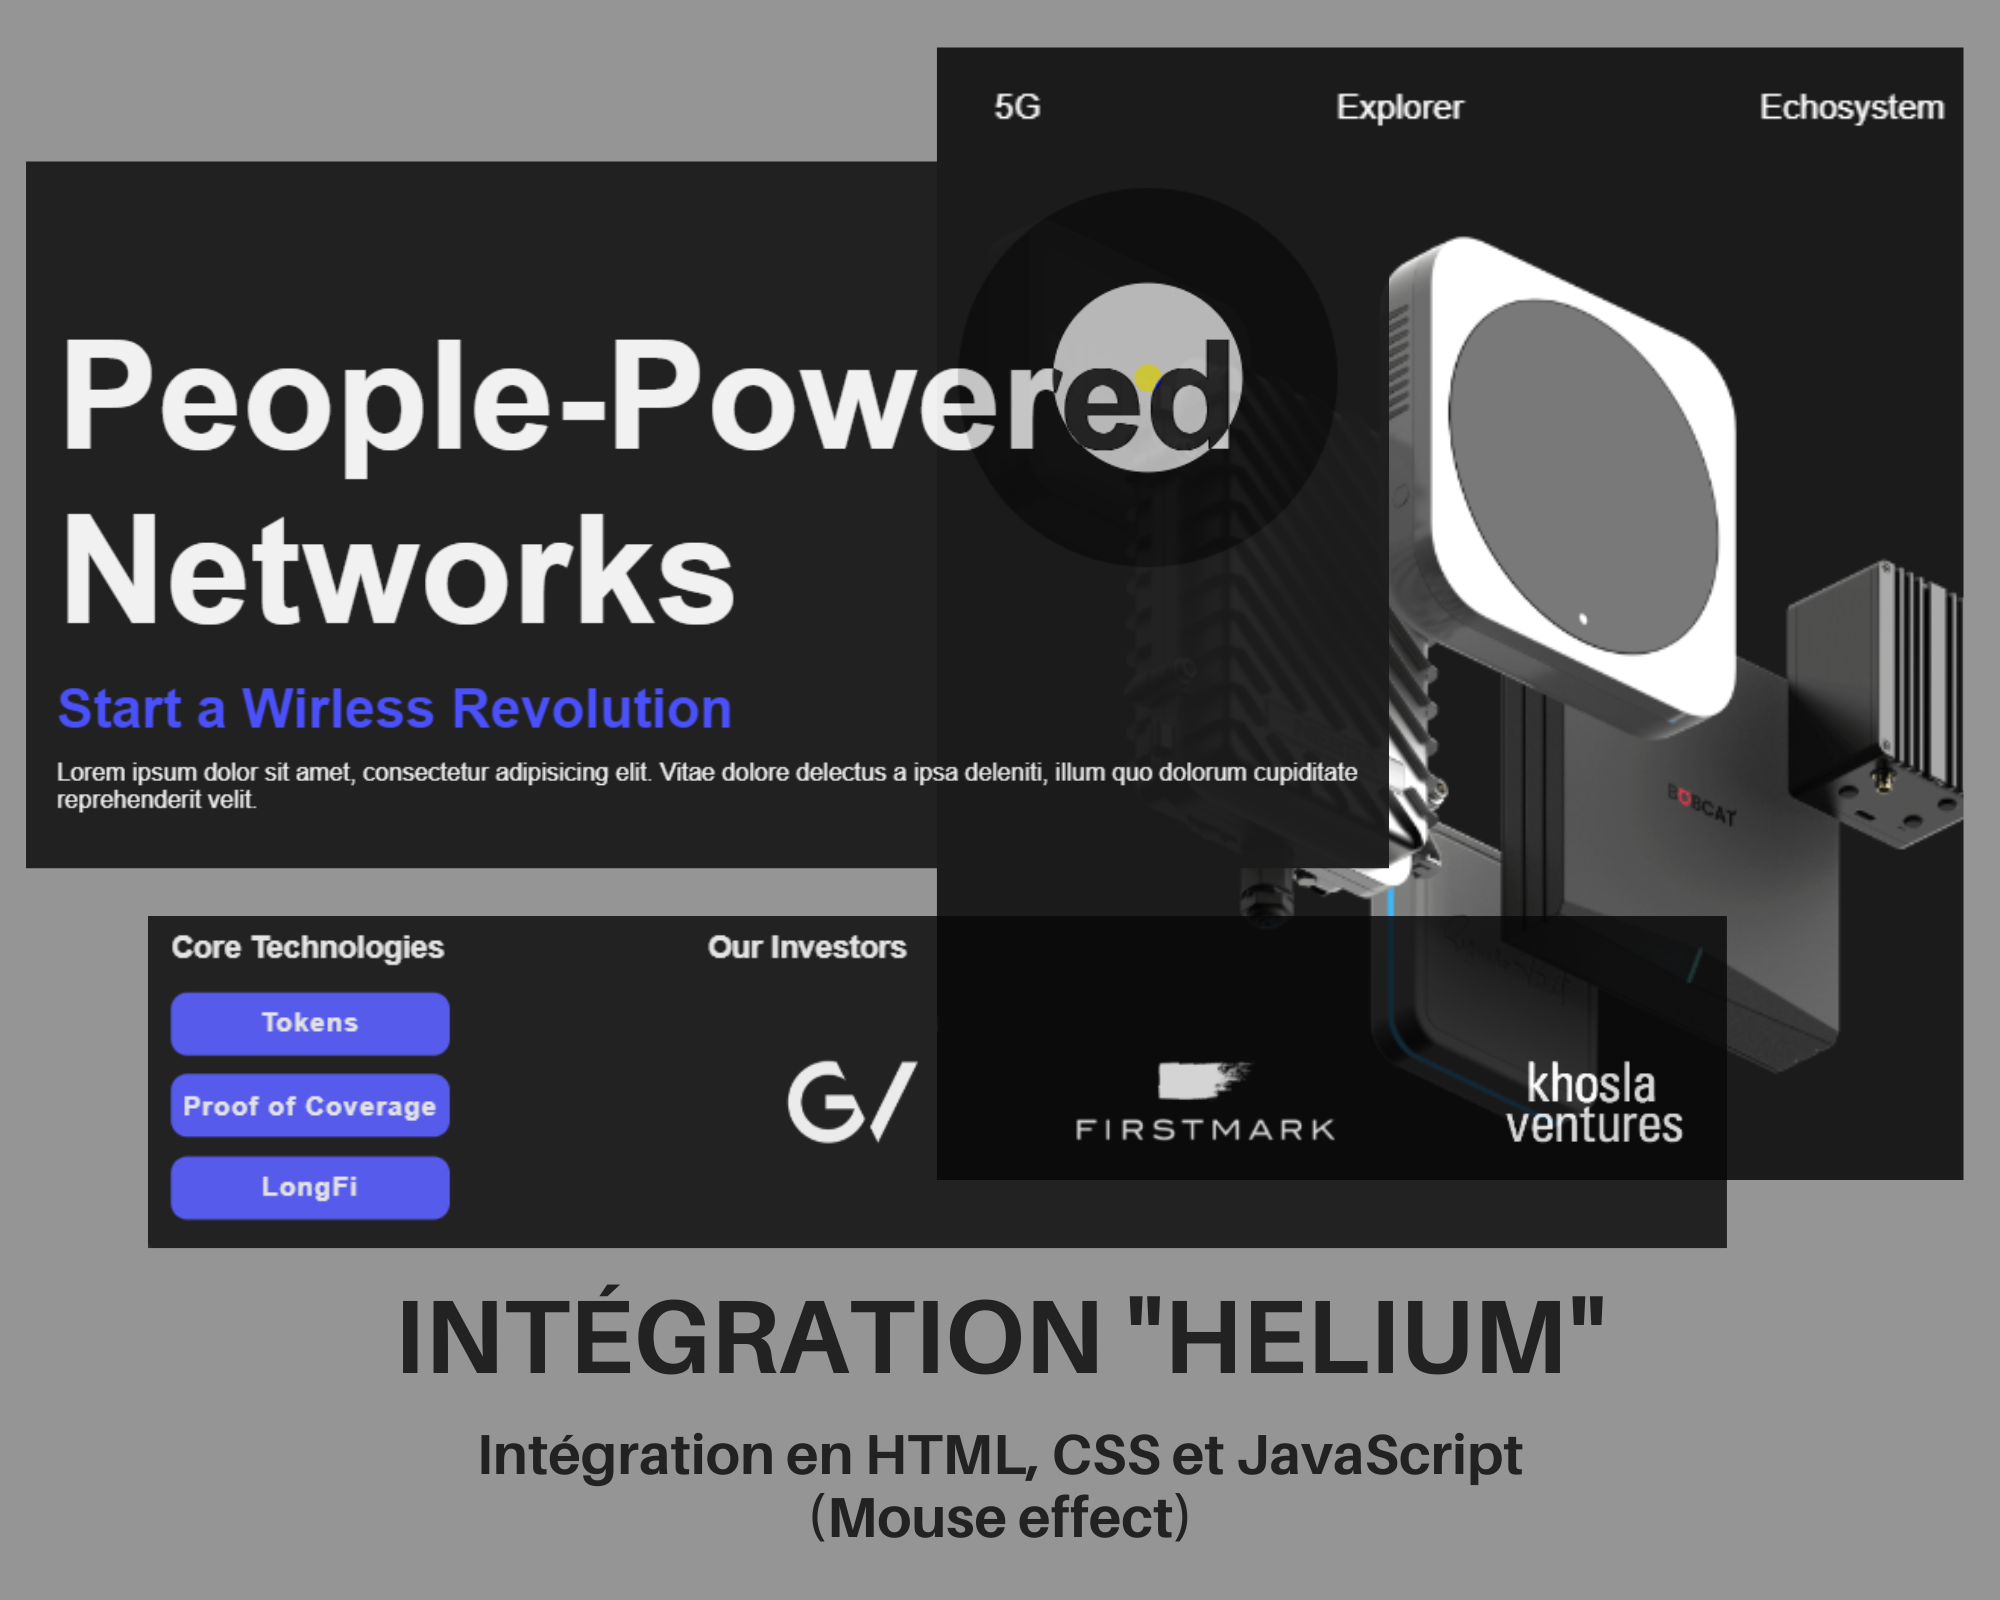 5G
Explorer
Echosystem
People-Powered
Networks
Start a Wirless Revolution
Lorem ipsum dolor sit amet, consectetur adipisicing elit. Vitae dolore delectus a ipsa deleniti, illum quo dolorum cupiditate
reprehenderit velit.
BOBCAT
Core Technologies
Our Investors
Tokens
Proof of Coverage
LongFi
GV
FIRSTMARK
khosla
ventures
INTÉGRATION "HELIUM"
Intégration en HTML, CSS et JavaScript
(Mouse effect)